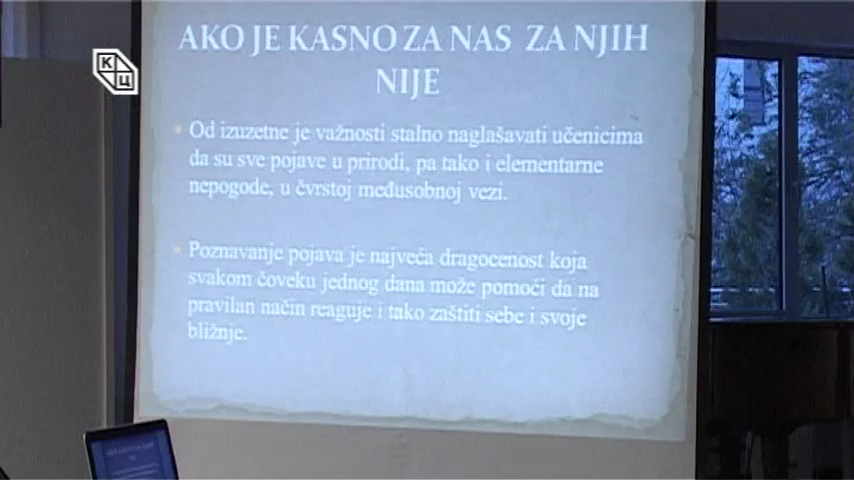 AKO JE KASNO ZA NAS ZA NJIH
NIJE
К
Ц
Od izuzetne je važnosti stalno naglašavati učenicima
da su sve pojave u prirodi, pa tako i elementarne
nepogode, u čvrstoj međusobnoj vezi.
Poznavanje pojava je najveća dragocenost koja
svakom čoveku jednog dana može pomoći da na
pravilan način reaguje i tako zaštiti sebe i svoje
bližnje.